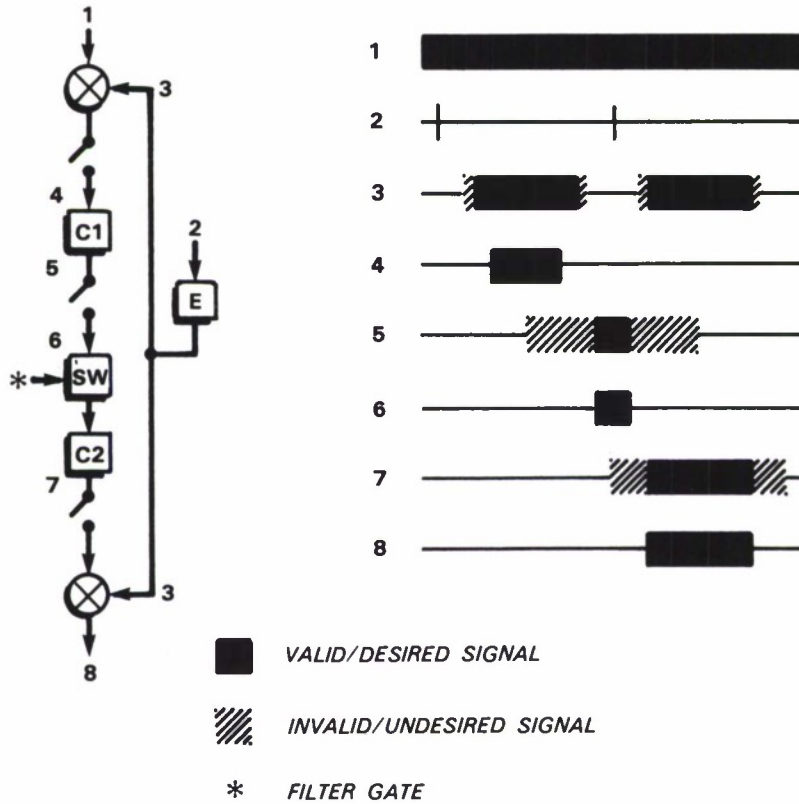 1
3
4
C1
5
2
E
6
* SW
C2
7
3
8
1
2
3
4
5
6
7
8
VALID/DESIRED SIGNAL
INVALID/UNDESIRED SIGNAL
* FILTER GATE